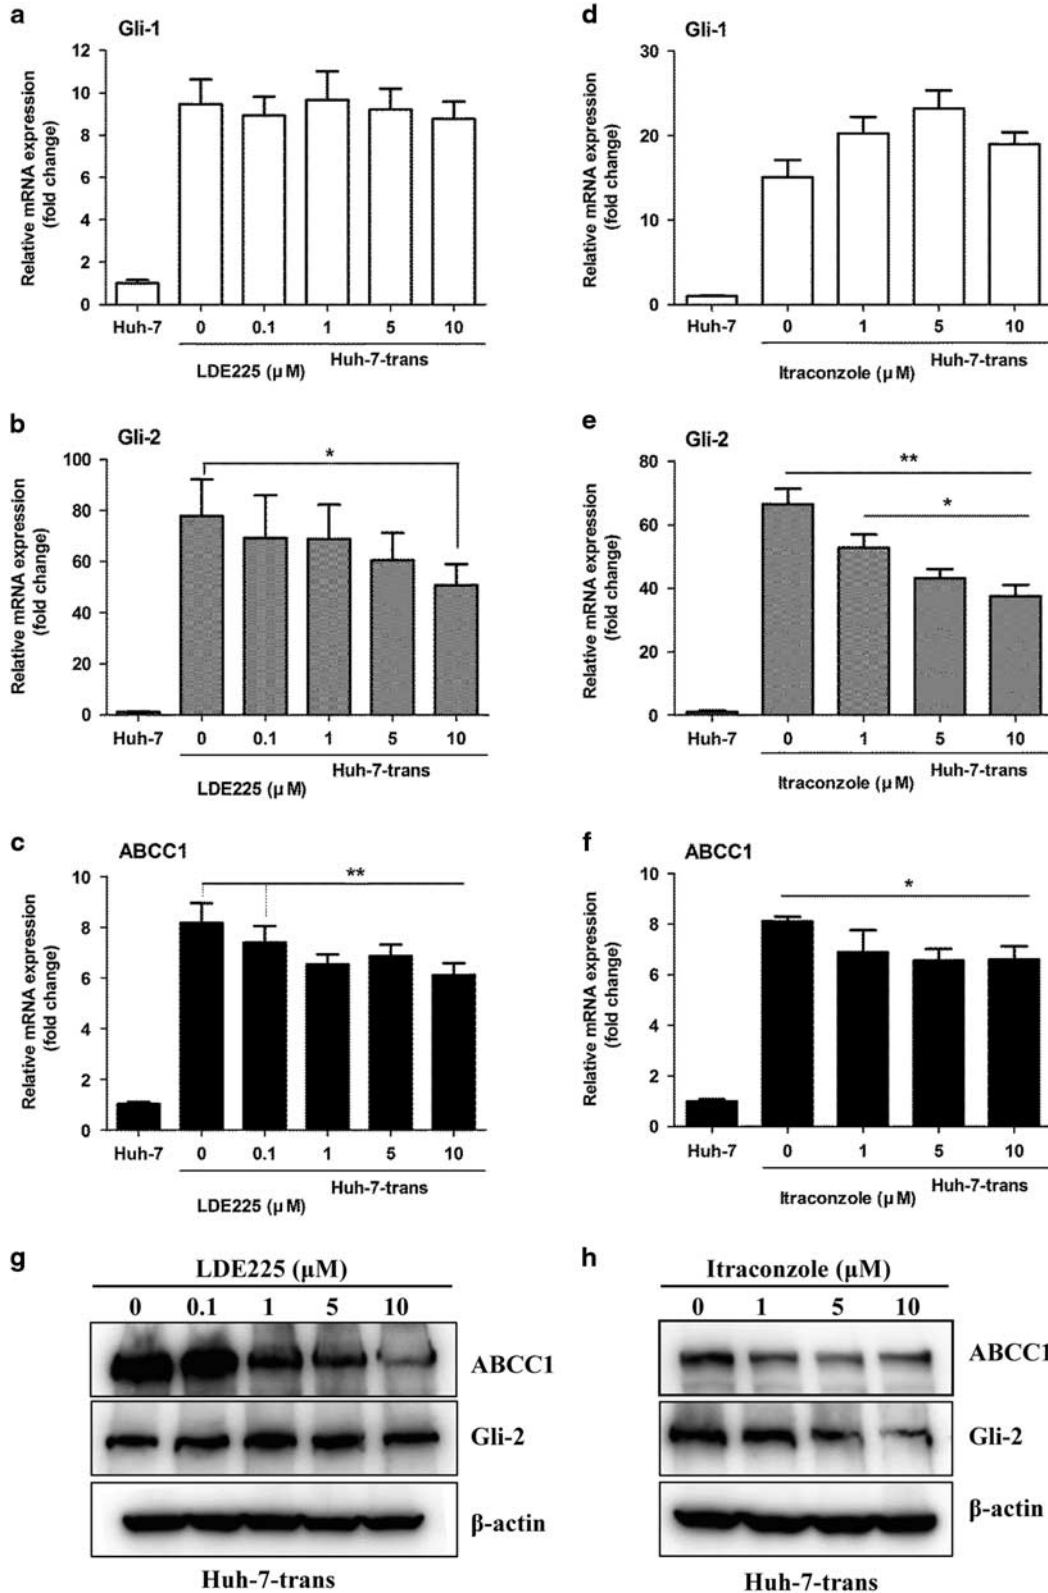 a
Gli-1
Relative mRNA expression
(fold change)
12
10
8
6
4
2
0
Huh-7 0 0.1 1 5 10
Huh-7-trans
LDE225 (μM)
d
Gli-1
Relative mRNA expression
(fold change)
30
20
10
0
Huh-7 0 1 5 10
Huh-7-trans
Itraconzole (μM)
b
Gli-2
Relative mRNA expression
(fold change)
100
80
60
40
20
0
*
Huh-7 0 0.1 1 5 10
Huh-7-trans
LDE225 (μM)
e
Gli-2
Relative mRNA expression
(fold change)
80
60
40
20
0
**
*
Huh-7 0 1 5 10
Huh-7-trans
Itraconzole (μM)
c
ABCC1
Relative mRNA expression
(fold change)
10
8
6
4
2
0
**
Huh-7 0 0.1 1 5 10
Huh-7-trans
LDE225 (μM)
f
ABCC1
Relative mRNA expression
(fold change)
10
8
6
4
2
0
*
Huh-7 0 1 5 10
Huh-7-trans
Itraconzole (μM)
g
LDE225 (μM)
0 0.1 1 5 10
ABCC1
Gli-2
β-actin
Huh-7-trans
h
Itraconzole (μM)
0 1 5 10
ABCC1
Gli-2
β-actin
Huh-7-trans